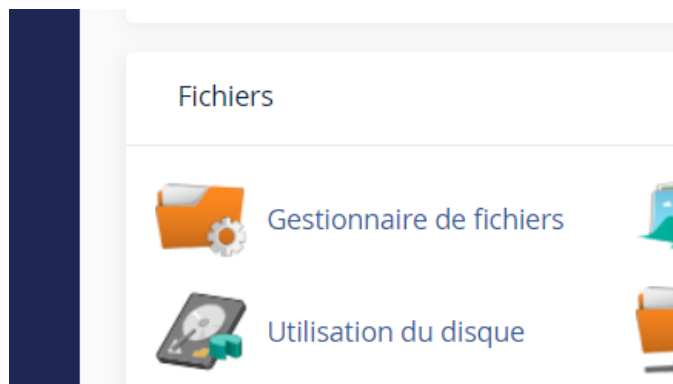 Fichiers
Gestionnaire de fichiers
Utilisation du disque